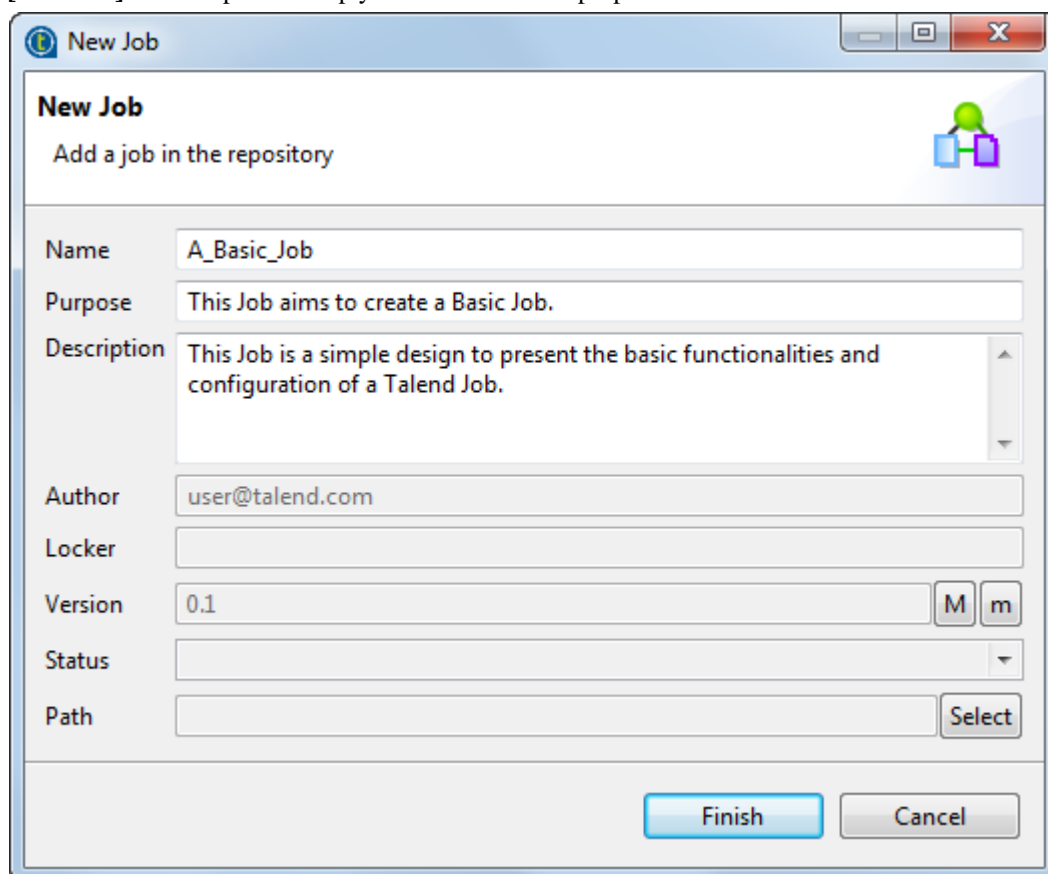 New Job
New Job
Add a job in the repository
Name A_Basic_Job
Purpose This Job aims to create a Basic Job.
Description This Job is a simple design to present the basic functionalities and
configuration of a Talend Job.
Author user@talend.com
Locker
Version 0.1 M m
Status
Path Select
Finish Cancel